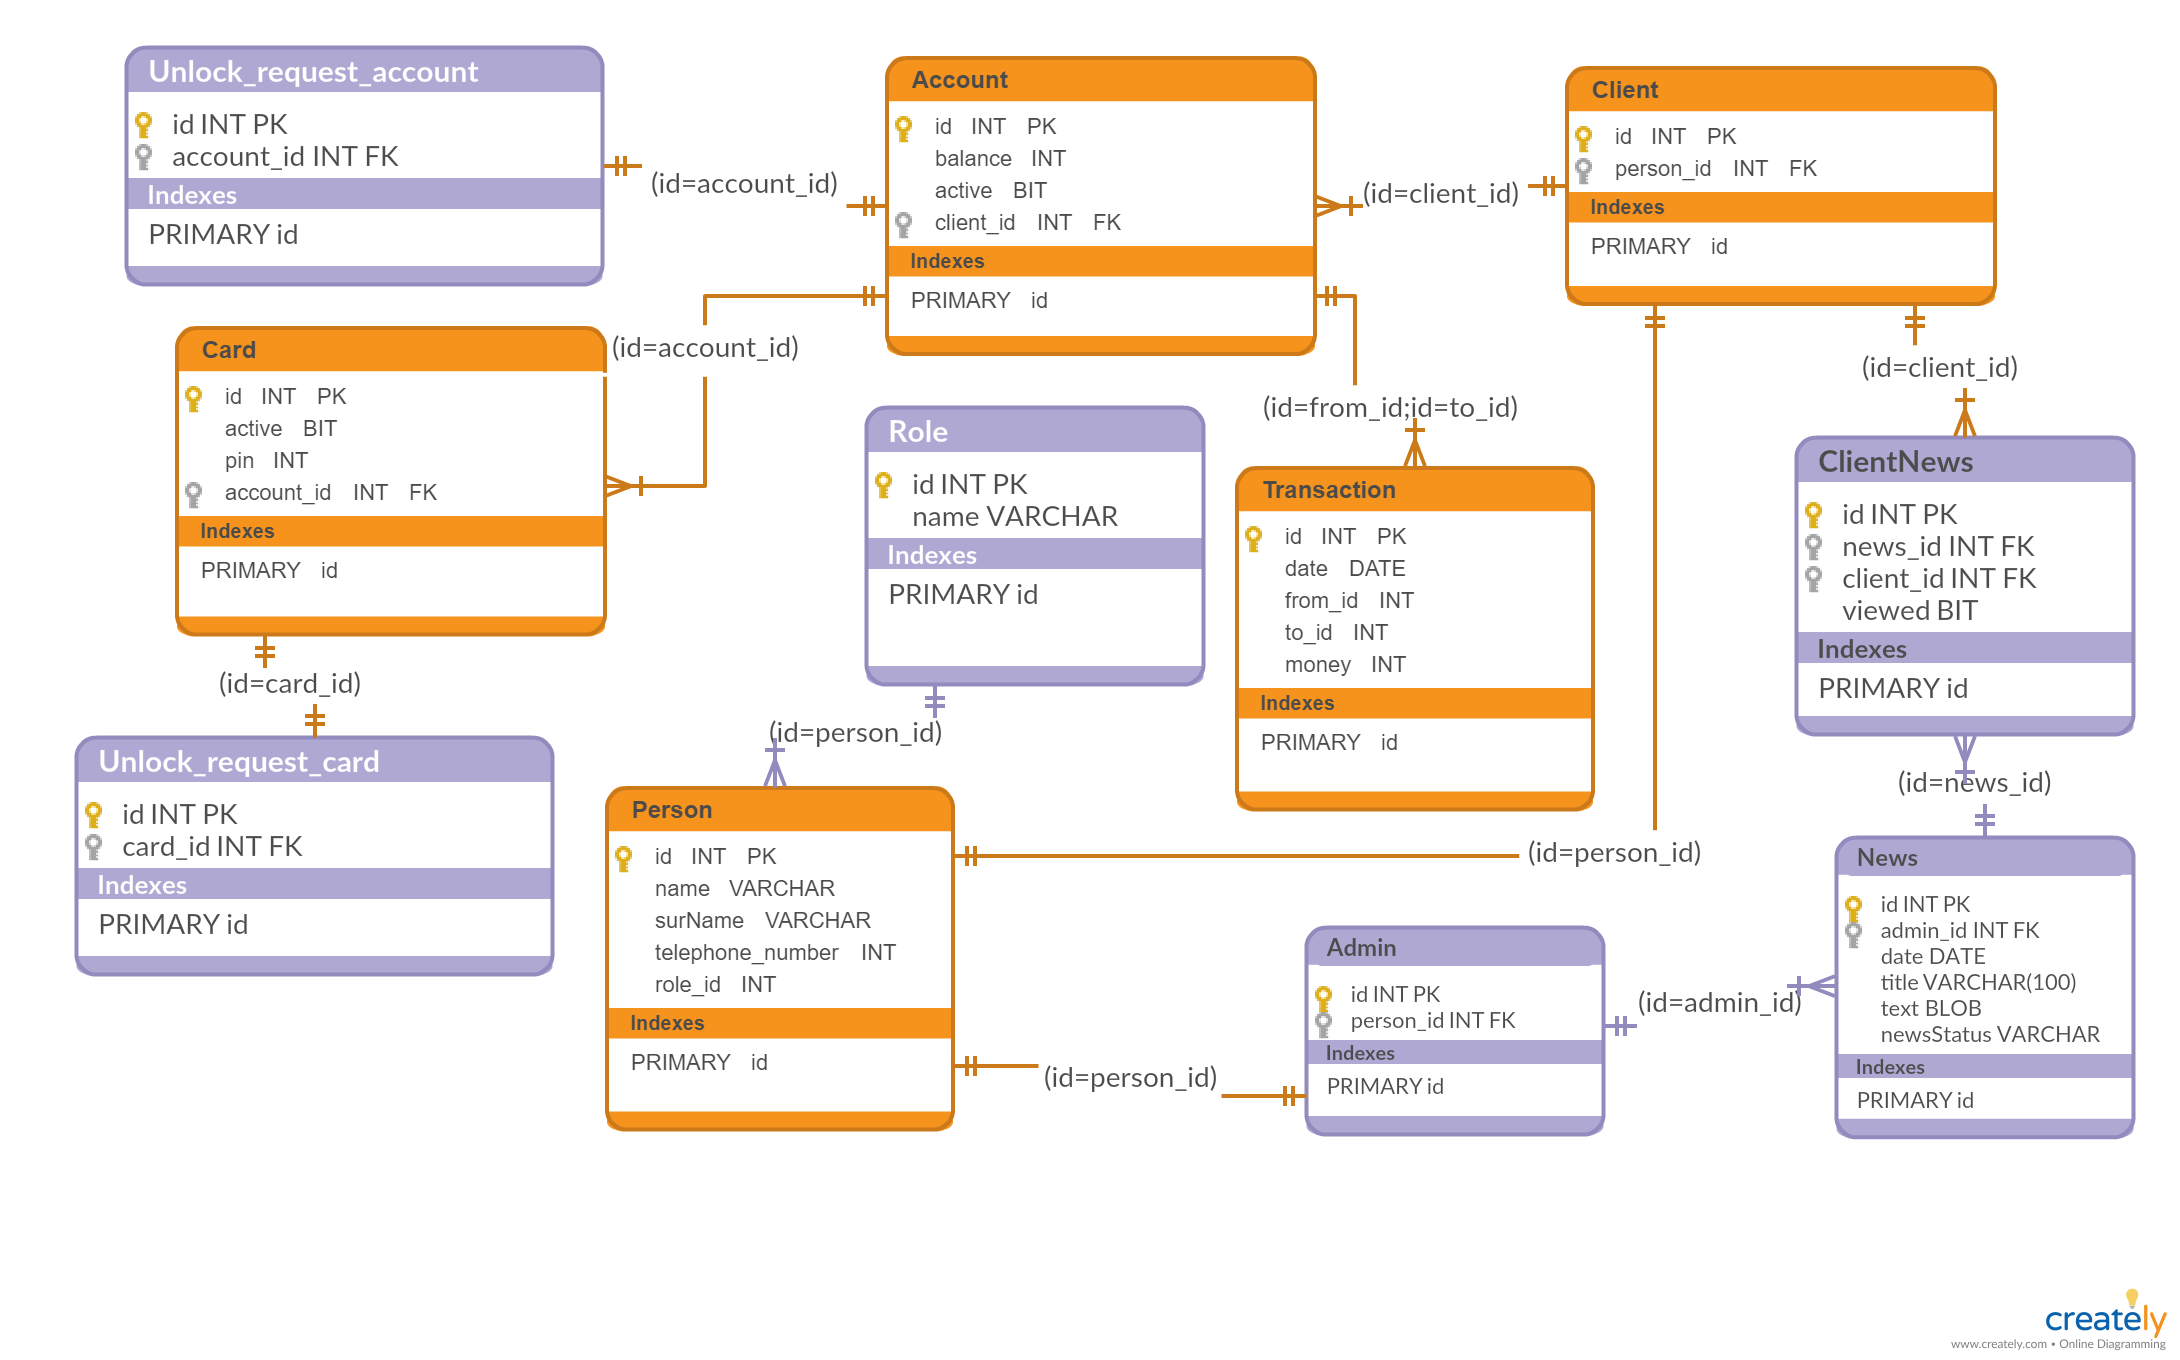 Unlock_request_account
id INT PK
account_id INT FK
Indexes
PRIMARY id
(id=account_id)
Account
id INT PK
balance INT
active BIT
client_id INT FK
Indexes
PRIMARY id
(id=client_id)
Client
id INT PK
person_id INT FK
Indexes
PRIMARY id
Card
id INT PK
active BIT
pin INT
account_id INT FK
Indexes
PRIMARY id
(id=account_id)
Role
id INT PK
name VARCHAR
Indexes
PRIMARY id
(id=from_id;id=to_id)
Transaction
id INT PK
date DATE
from_id INT
to_id INT
money INT
Indexes
PRIMARY id
(id=client_id)
ClientNews
id INT PK
news_id INT FK
client_id INT FK
viewed BIT
Indexes
PRIMARY id
(id=card_id)
Unlock_request_card
id INT PK
card_id INT FK
Indexes
PRIMARY id
(id=person_id)
Person
id INT PK
name VARCHAR
surName VARCHAR
telephone_number INT
role_id INT
Indexes
PRIMARY id
(id=person_id)
(id=person_id)
Admin
id INT PK
person_id INT FK
Indexes
PRIMARY id
(id=admin_id)
(id=news_id)
News
id INT PK
admin_id INT FK
date DATE
title VARCHAR(100)
text BLOB
newsStatus VARCHAR
Indexes
PRIMARY id
creately
www.creately.com • Online Diagramming